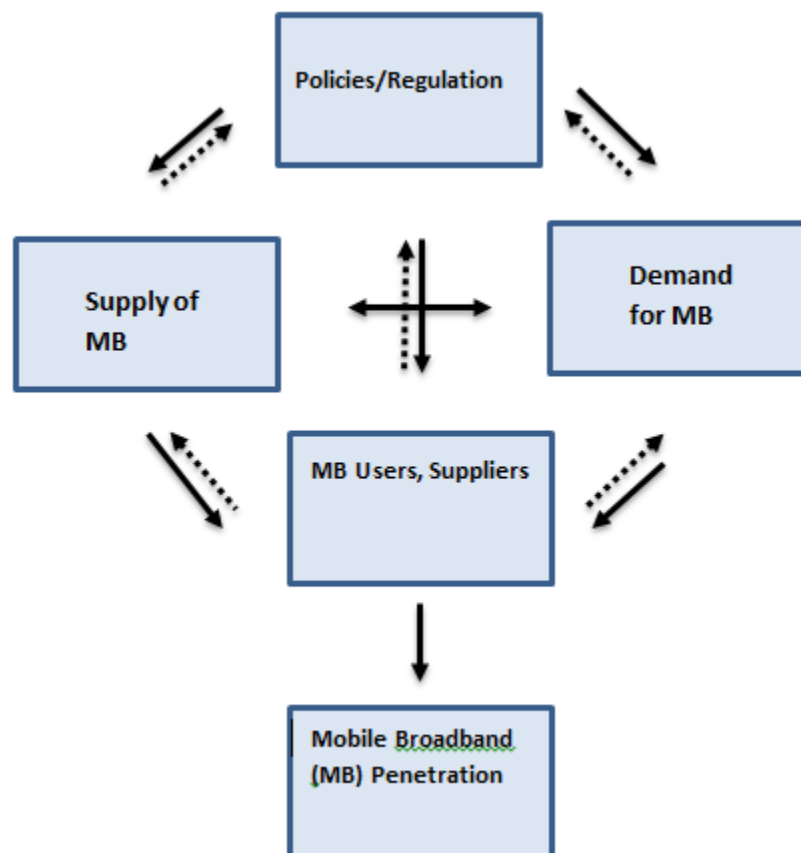 Policies/Regulation
Supply of
MB
Demand
for MB
MB Users, Suppliers
Mobile Broadband
(MB) Penetration